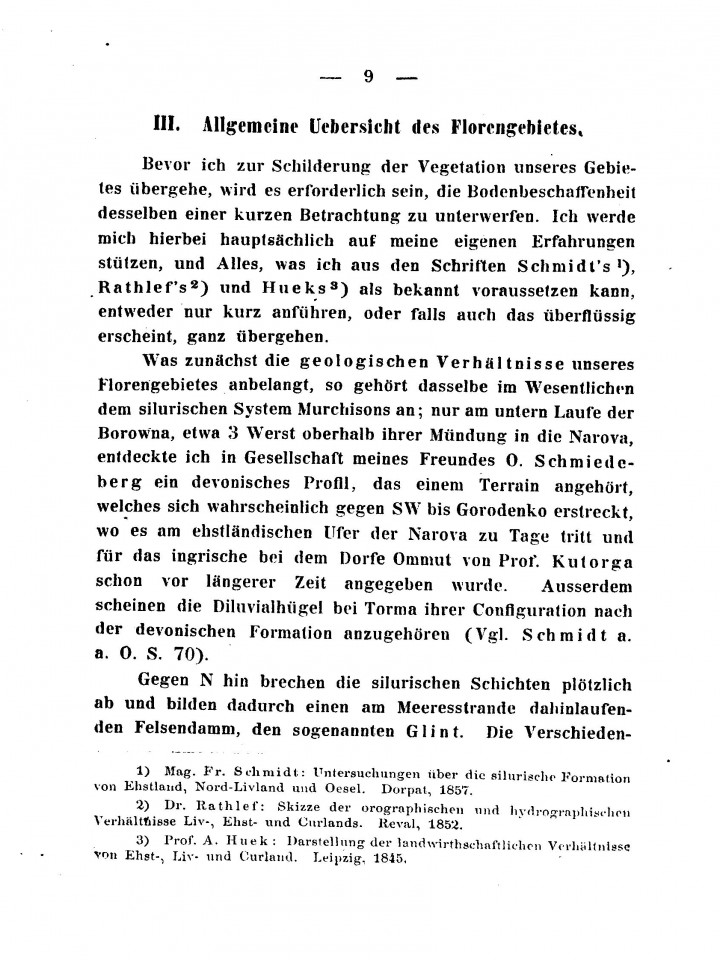 — 9 —
III. Allgemeine Uebersicht des Florengebietes.
Bevor ich zur Schilderung der Vegetation unseres Gebie-
tes übergehe, wird es erforderlich sein, die Bodenbeschaffenheit
desselben einer kurzen Betrachtung zu unterwerfen. Ich werde
mich hierbei hauptsächlich auf meine eigenen Erfahrungen
stützen, und Alles, was ich aus den Schriften Schmidt's ¹),
Rathlef's ²) und Hueks ³) als bekannt voraussetzen kann,
entweder nur kurz anführen, oder falls auch das überflüssig
erscheint, ganz übergehen.
Was zunächst die geologischen Verhältnisse unseres
Florengebietes anbelangt, so gehört dasselbe im Wesentlichen
dem silurischen System Murchisons an; nur am untern Laufe der
Borowna, etwa 3 Werst oberhalb ihrer Mündung in die Narova,
entdeckte ich in Gesellschaft meines Freundes O. Schmiede-
berg ein devonisches Profil, das einem Terrain angehört,
welches sich wahrscheinlich gegen SW bis Gorodenko erstreckt,
wo es am ehstländischen Ufer der Narova zu Tage tritt und
für das ingrische bei dem Dorfe Ommut von Prof. Kutorga
schon vor längerer Zeit angegeben wurde. Ausserdem
scheinen die Diluvialhügel bei Torma ihrer Configuration nach
der devonischen Formation anzugehören (Vgl. Schmidt a.
a. O. S. 70).
Gegen N hin brechen die silurischen Schichten plötzlich
ab und bilden dadurch einen am Meeresstrande dahinlaufen-
den Felsendamm, den sogenannten Glint. Die Verschieden-
1) Mag. Fr. Schmidt: Untersuchungen über die silurische Formation
von Ehstland, Nord-Livland und Oesel. Dorpat, 1857.
2) Dr. Rathlef: Skizze der orographischen und hydrographischen
Verhältnisse Liv-, Ehst- und Curlands. Reval, 1852.
3) Prof. A. Huek: Darstellung der landwirthschaftlichen Verhältnisse
von Ehst-, Liv- und Curland. Leipzig, 1845.